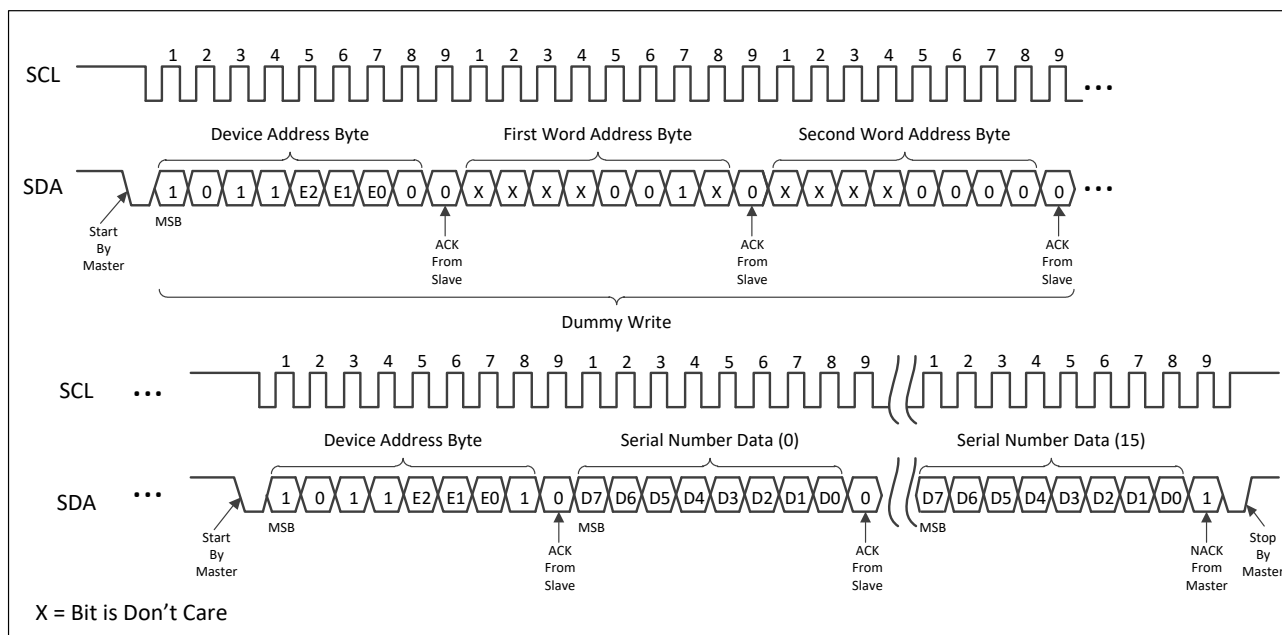 1 2 3 4 5 6 7 8 9 1 2 3 4 5 6 7 8 9 1 2 3 4 5 6 7 8 9
SCL ...
Device Address Byte First Word Address Byte Second Word Address Byte
SDA 1 0 1 1 E2 E1 E0 0 0 X X X X 0 0 1 X 0 X X X X 0 0 0 0 0 ...
MSB
Start
By
Master
ACK
From
Slave
ACK
From
Slave
ACK
From
Slave
Dummy Write
1 2 3 4 5 6 7 8 9 1 2 3 4 5 6 7 8 9 1 2 3 4 5 6 7 8 9
SCL ...
Device Address Byte Serial Number Data (0) Serial Number Data (15)
SDA ... 1 0 1 1 E2 E1 E0 1 0 D7 D6 D5 D4 D3 D2 D1 D0 0 D7 D6 D5 D4 D3 D2 D1 D0 1
MSB MSB MSB
Start
By
Master
ACK
From
Slave
ACK
From
Slave
NACK
From
Master
Stop
By
Master
X = Bit is Don't Care